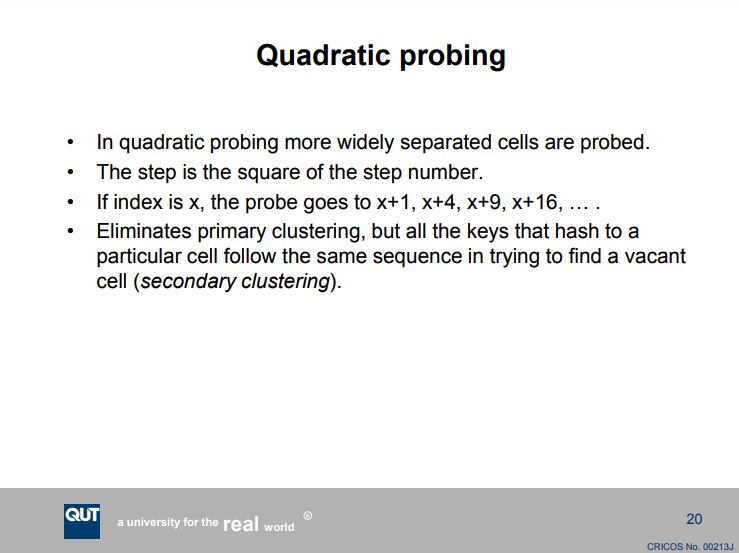 Quadratic probing
• In quadratic probing more widely separated cells are probed.
• The step is the square of the step number.
• If index is x, the probe goes to x+1, x+4, x+9, x+16, … .
• Eliminates primary clustering, but all the keys that hash to a
particular cell follow the same sequence in trying to find a vacant
cell (secondary clustering).
QUT
a university for the real world ®
20
CRICOS No. 00213J